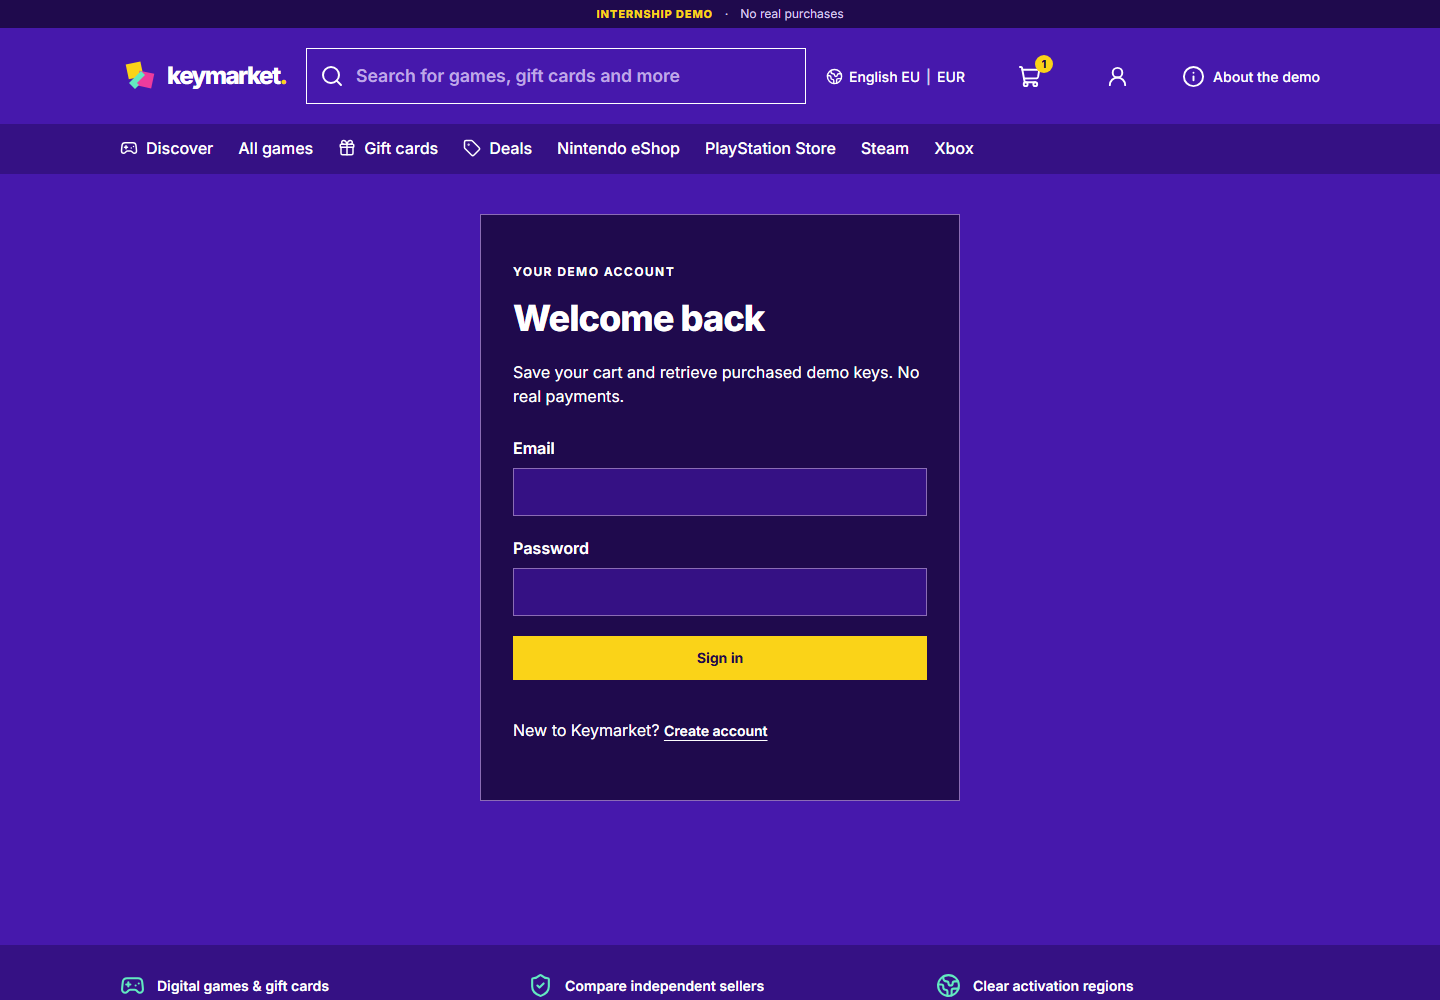 INTERNSHIP DEMO · No real purchases
keymarket.
Search for games, gift cards and more
English EU | EUR
1
About the demo
Discover All games Gift cards Deals Nintendo eShop PlayStation Store Steam Xbox
YOUR DEMO ACCOUNT
Welcome back
Save your cart and retrieve purchased demo keys. No
real payments.
Email
Password
Sign in
New to Keymarket? Create account
Digital games & gift cards
Compare independent sellers
Clear activation regions